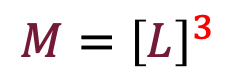 M = [L]³